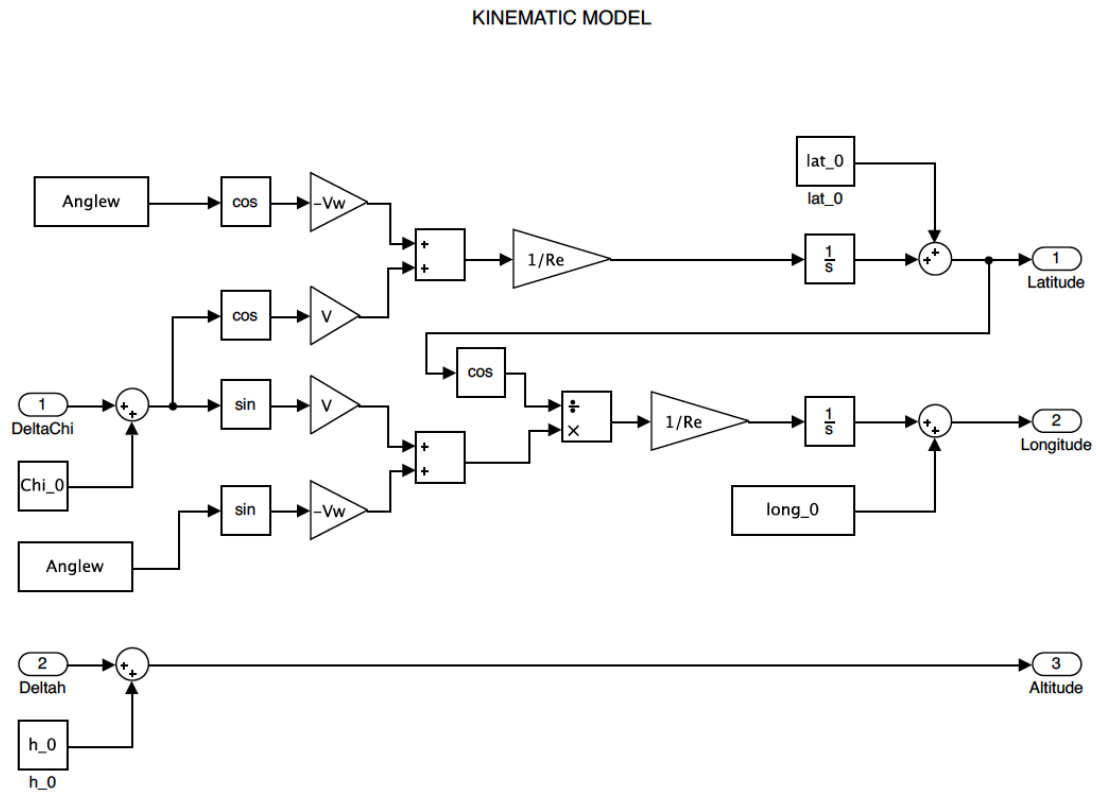 KINEMATIC MODEL
lat_0
lat_0
Anglew
cos
-Vw
+
+
1/Re
1
s
+
+
1
Latitude
cos
V
cos
÷
×
1/Re
1
s
+
+
2
Longitude
1
DeltaChi
+
+
sin
V
+
+
Chi_0
sin
-Vw
long_0
Anglew
2
Deltah
+
+
3
Altitude
h_0
h_0